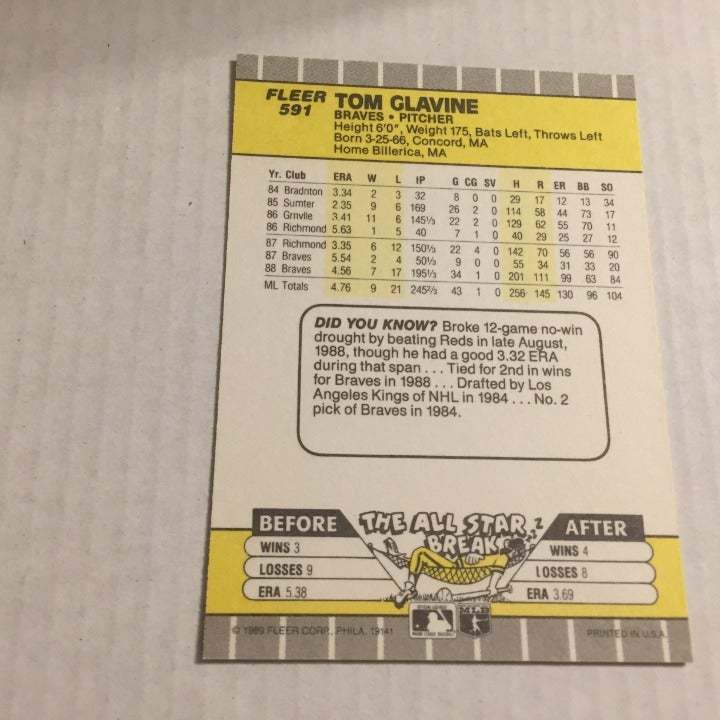 FLEER
591
TOM GLAVINE
BRAVES • PITCHER
Height 6'0", Weight 175, Bats Left, Throws Left
Born 3-25-66, Concord, MA
Home Billerica, MA
Yr. Club ERA W L IP G CG SV H R ER BB SO
84 Bradnton 3.34 2 3 32 8 0 0 29 17 12 13 34
85 Sumter 2.35 9 6 169 26 2 0 114 58 44 73 17
86 Grnvlle 3.41 11 6 145⅓ 22 2 0 129 62 55 70 11
86 Richmond 5.63 1 5 40 7 1 0 40 29 25 27 12
87 Richmond 3.35 6 12 150⅓ 22 4 0 142 70 56 56 90
87 Braves 5.54 2 4 50⅓ 9 0 0 55 34 31 33 20
88 Braves 4.56 7 17 195⅓ 34 1 0 201 111 99 63 84
ML Totals 4.76 9 21 245⅔ 43 1 0 256 145 130 96 104
DID YOU KNOW? Broke 12-game no-win
drought by beating Reds in late August,
1988, though he had a good 3.32 ERA
during that span . . . Tied for 2nd in wins
for Braves in 1988 . . . Drafted by Los
Angeles Kings of NHL in 1984 . . . No. 2
pick of Braves in 1984.
BEFORE THE ALL STAR BREAK AFTER
WINS 3 WINS 4
LOSSES 9 LOSSES 8
ERA 5.38 ERA 3.69
MLB
© 1989 FLEER CORP., PHILA. 19141 PRINTED IN U.S.A.